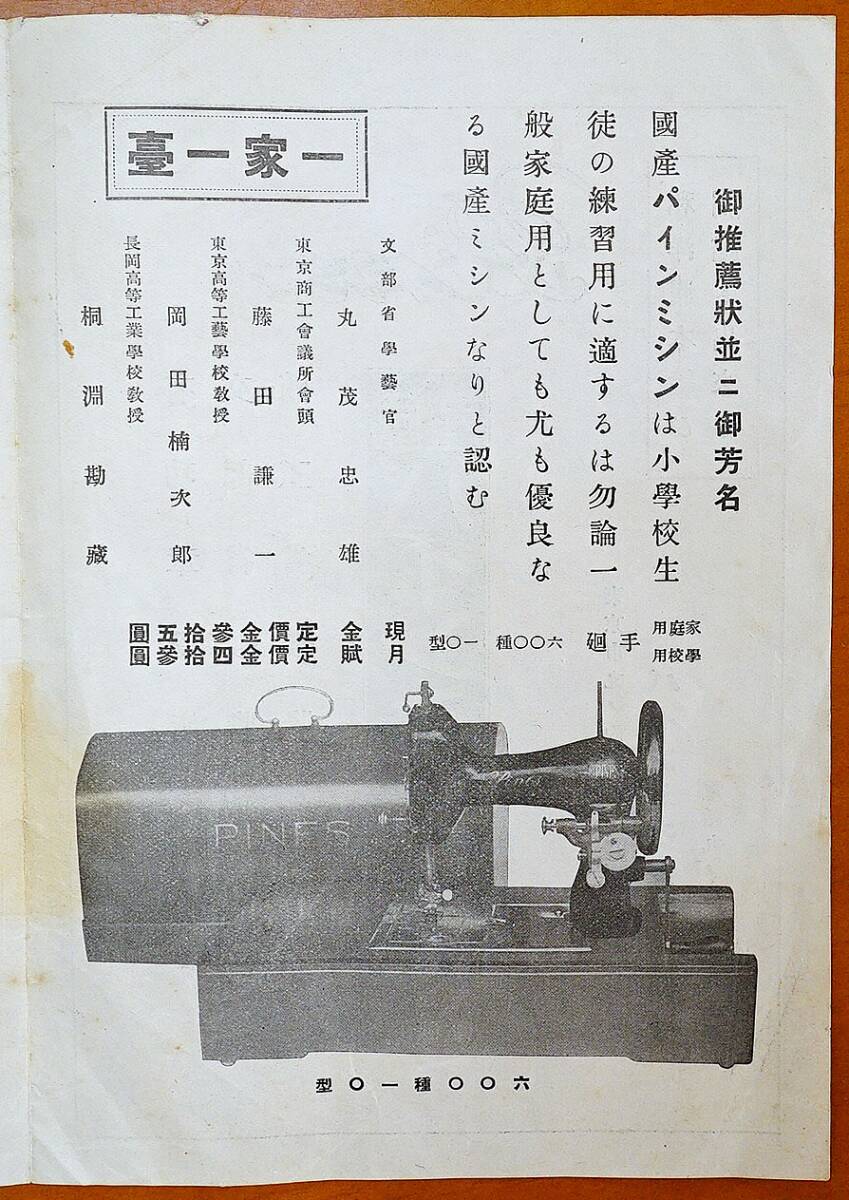 御推薦狀並ニ御芳名
國產パインミシンは小學校生
徒の練習用に適するは勿論一
般家庭用としても尤も優良な
る國產ミシンなりと認む
文部省學藝官
丸茂忠雄
東京商工會議所會頭
藤田謙一
東京高等工藝學校敎授
岡田楠次郎
長岡高等工業學校敎授
桐淵勘藏
一家一臺
家庭用
學校用
手廻 六〇〇種 一〇型
現金定價金參拾五圓
月賦定價金四拾參圓
PINES
六〇〇種一〇型